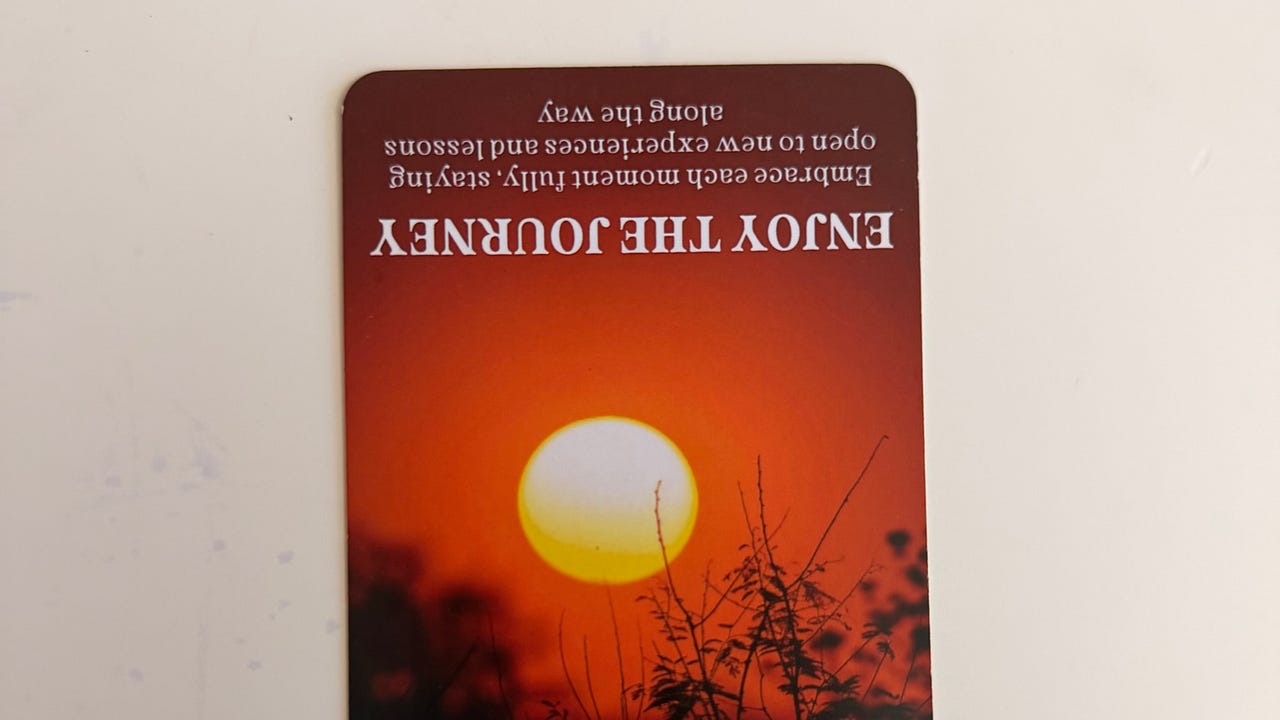 ENJOY THE JOURNEY
Embrace each moment fully, staying
open to new experiences and lessons
along the way